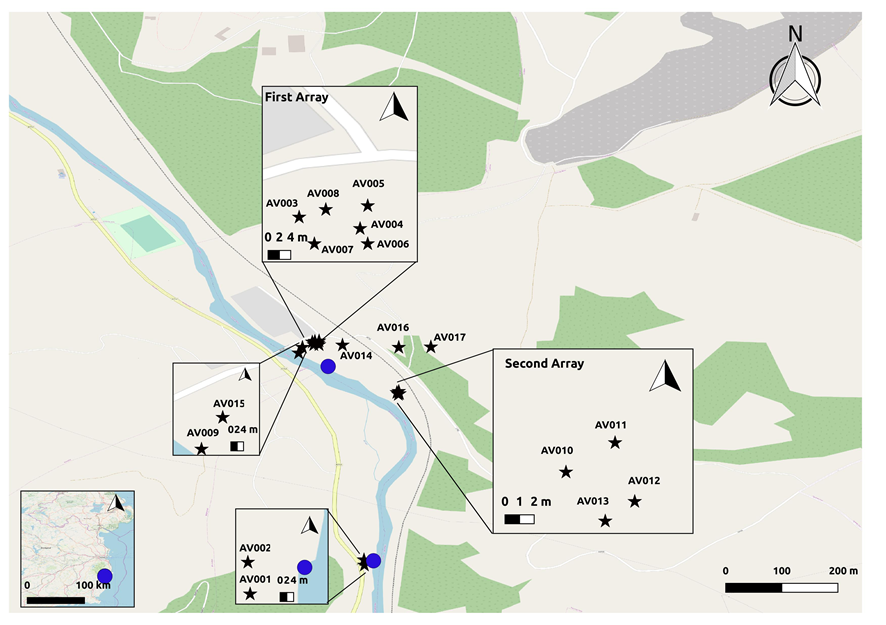 N
First Array
AV005
AV008
AV003
AV004
0 2 4 m
AV007
AV006
AV016
AV017
AV014
Second Array
AV011
AV010
AV012
0 1 2 m
AV013
AV015
024 m
AV009
AV002
AV001
024 m
0
100 km
0
100
200 m